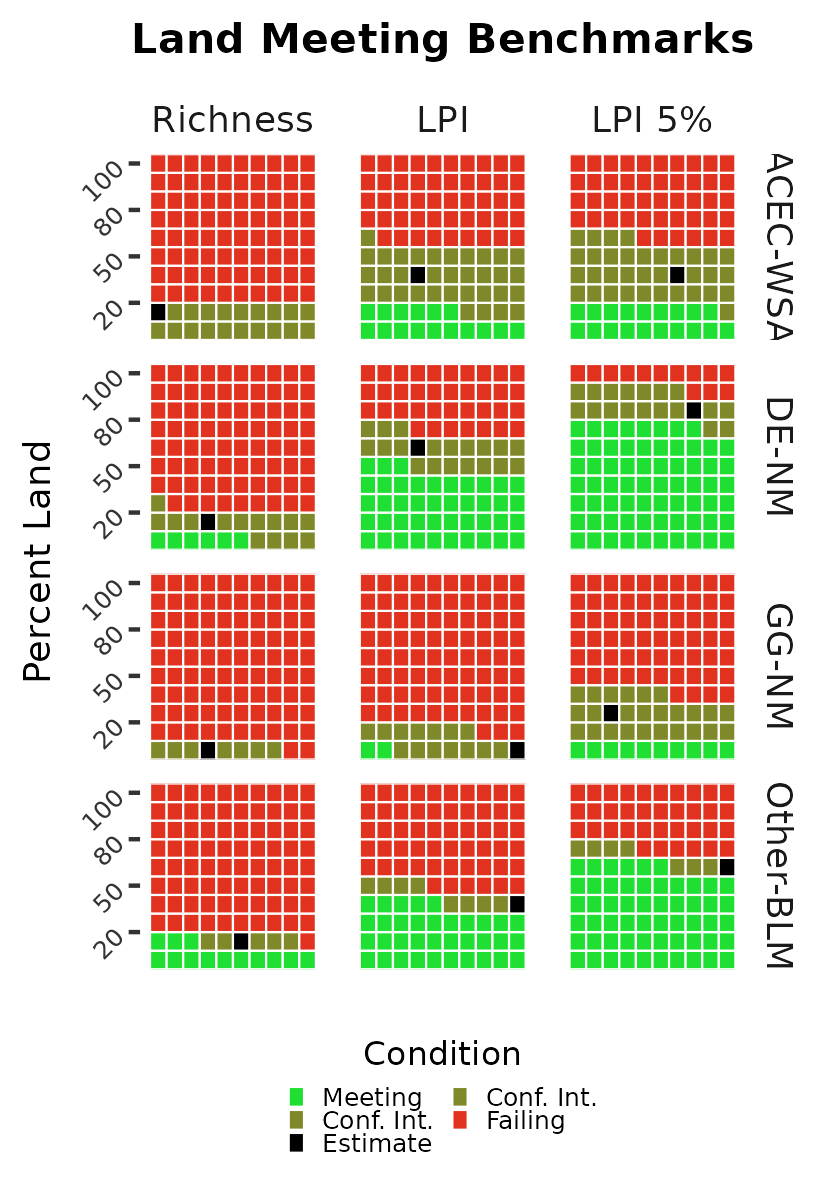 Land Meeting Benchmarks
Richness LPI LPI 5%
100
80
50
20
ACEC-WSA
100
80
50
20
DE-NM
100
80
50
20
GG-NM
100
80
50
20
Other-BLM
Percent Land
Condition
Meeting Conf. Int.
Conf. Int. Failing
Estimate